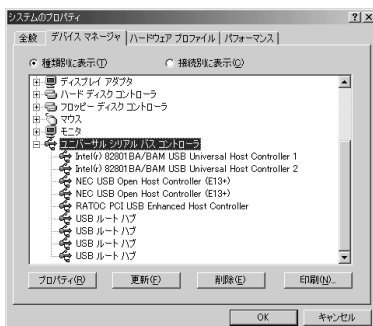 システムのプロパティ
全般 デバイス マネージャ ハードウェア プロファイル パフォーマンス
種類別に表示(T) 接続別に表示(C)
ディスプレイ アダプタ
ハード ディスク コントローラ
フロッピー ディスク コントローラ
マウス
モニタ
ユニバーサル シリアル バス コントローラ
Intel(r) 82801BA/BAM USB Universal Host Controller 1
Intel(r) 82801BA/BAM USB Universal Host Controller 2
NEC USB Open Host Controller (E13+)
NEC USB Open Host Controller (E13+)
RATOC PCI USB Enhanced Host Controller
USB ルート ハブ
USB ルート ハブ
USB ルート ハブ
USB ルート ハブ
プロパティ(R) 更新(F) 削除(E) 印刷(N)...
OK キャンセル